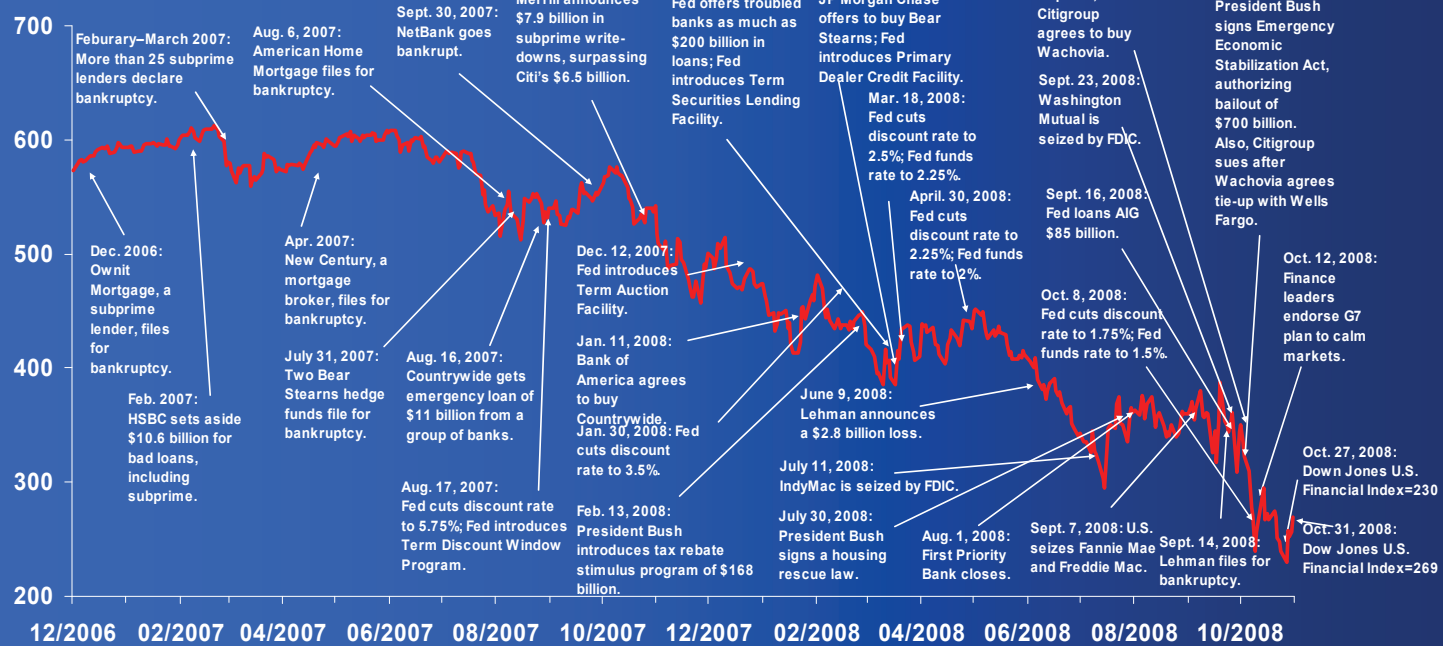 700
600
500
400
300
200
Feburary–March 2007:
More than 25 subprime
lenders declare
bankruptcy.
Aug. 6, 2007:
American Home
Mortgage files for
bankruptcy.
Sept. 30, 2007:
NetBank goes
bankrupt.
Merrill announces
$7.9 billion in
subprime write-
downs, surpassing
Citi's $6.5 billion.
Fed offers troubled
banks as much as
$200 billion in
loans; Fed
introduces Term
Securities Lending
Facility.
JP Morgan Chase
offers to buy Bear
Stearns; Fed
introduces Primary
Dealer Credit Facility.
Mar. 18, 2008:
Fed cuts
discount rate to
2.5%; Fed funds
rate to 2.25%.
April. 30, 2008:
Fed cuts
discount rate to
2.25%; Fed funds
rate to 2%.
Citigroup
agrees to buy
Wachovia.
Sept. 23, 2008:
Washington
Mutual is
seized by FDIC.
Sept. 16, 2008:
Fed loans AIG
$85 billion.
Oct. 8, 2008:
Fed cuts discount
rate to 1.75%; Fed
funds rate to 1.5%.
President Bush
signs Emergency
Economic
Stabilization Act,
authorizing
bailout of
$700 billion.
Also, Citigroup
sues after
Wachovia agrees
tie-up with Wells
Fargo.
Oct. 12, 2008:
Finance
leaders
endorse G7
plan to calm
markets.
Dec. 2006:
Ownit
Mortgage, a
subprime
lender, files
for
bankruptcy.
Feb. 2007:
HSBC sets aside
$10.6 billion for
bad loans,
including
subprime.
Apr. 2007:
New Century, a
mortgage
broker, files for
bankruptcy.
July 31, 2007:
Two Bear
Stearns hedge
funds file for
bankruptcy.
Aug. 16, 2007:
Countrywide gets
emergency loan of
$11 billion from a
group of banks.
Aug. 17, 2007:
Fed cuts discount rate
to 5.75%; Fed introduces
Term Discount Window
Program.
Dec. 12, 2007:
Fed introduces
Term Auction
Facility.
Jan. 11, 2008:
Bank of
America agrees
to buy
Countrywide.
Jan. 30, 2008: Fed
cuts discount
rate to 3.5%.
Feb. 13, 2008:
President Bush
introduces tax rebate
stimulus program of $168
billion.
June 9, 2008:
Lehman announces
a $2.8 billion loss.
July 11, 2008:
IndyMac is seized by FDIC.
July 30, 2008:
President Bush
signs a housing
rescue law.
Aug. 1, 2008:
First Priority
Bank closes.
Sept. 7, 2008: U.S.
seizes Fannie Mae
and Freddie Mac.
Sept. 14, 2008:
Lehman files for
bankruptcy.
Oct. 27, 2008:
Down Jones U.S.
Financial Index=230
Oct. 31, 2008:
Dow Jones U.S.
Financial Index=269
12/2006 02/2007 04/2007 06/2007 08/2007 10/2007 12/2007 02/2008 04/2008 06/2008 08/2008 10/2008